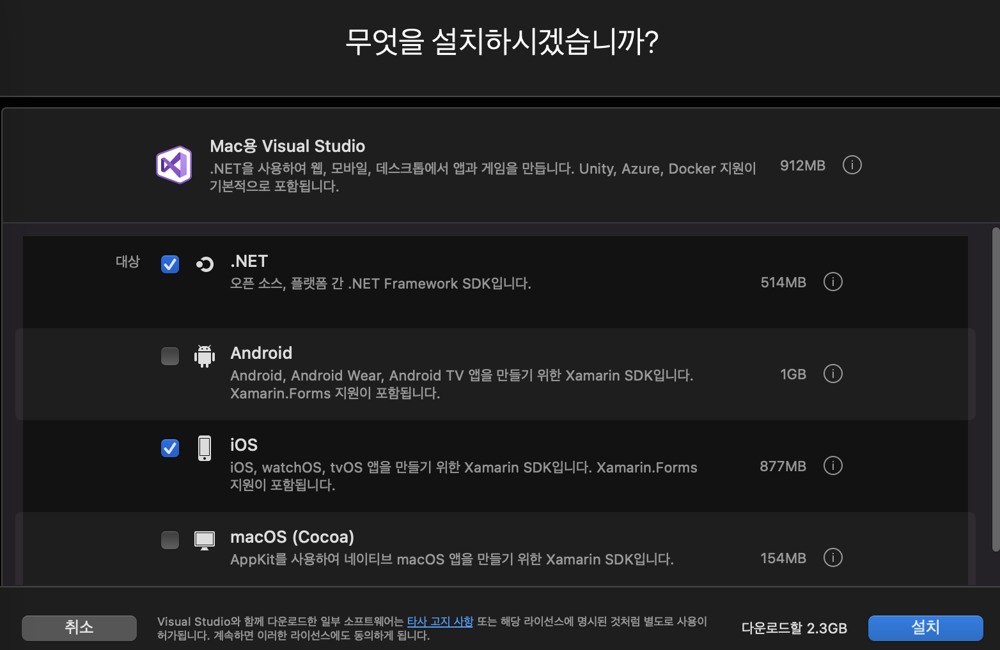 무엇을 설치하시겠습니까?
Mac용 Visual Studio
.NET을 사용하여 웹, 모바일, 데스크톱에서 앱과 게임을 만듭니다. Unity, Azure, Docker 지원이
기본적으로 포함됩니다.
912MB
대상
.NET
오픈 소스, 플랫폼 간 .NET Framework SDK입니다.
514MB
Android
Android, Android Wear, Android TV 앱을 만들기 위한 Xamarin SDK입니다.
Xamarin.Forms 지원이 포함됩니다.
1GB
iOS
iOS, watchOS, tvOS 앱을 만들기 위한 Xamarin SDK입니다. Xamarin.Forms
지원이 포함됩니다.
877MB
macOS (Cocoa)
AppKit를 사용하여 네이티브 macOS 앱을 만들기 위한 Xamarin SDK입니다.
154MB
취소
Visual Studio와 함께 다운로드한 일부 소프트웨어는 타사 고지 사항 또는 해당 라이선스에 명시된 것처럼 별도로 사용이
허가됩니다. 계속하면 이러한 라이선스에도 동의하게 됩니다.
다운로드할 2.3GB
설치